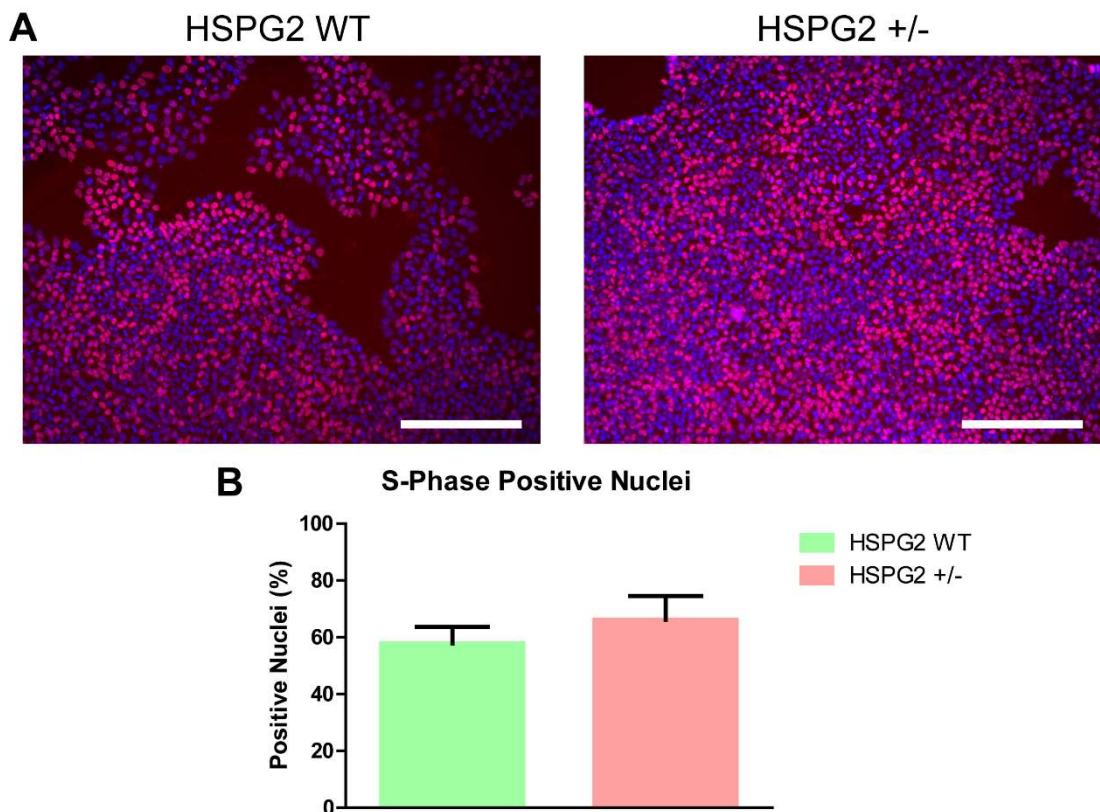 A
HSPG2 WT
HSPG2 +/-
B
S-Phase Positive Nuclei
Positive Nuclei (%)
100
80
60
40
20
0
HSPG2 WT
HSPG2 +/-